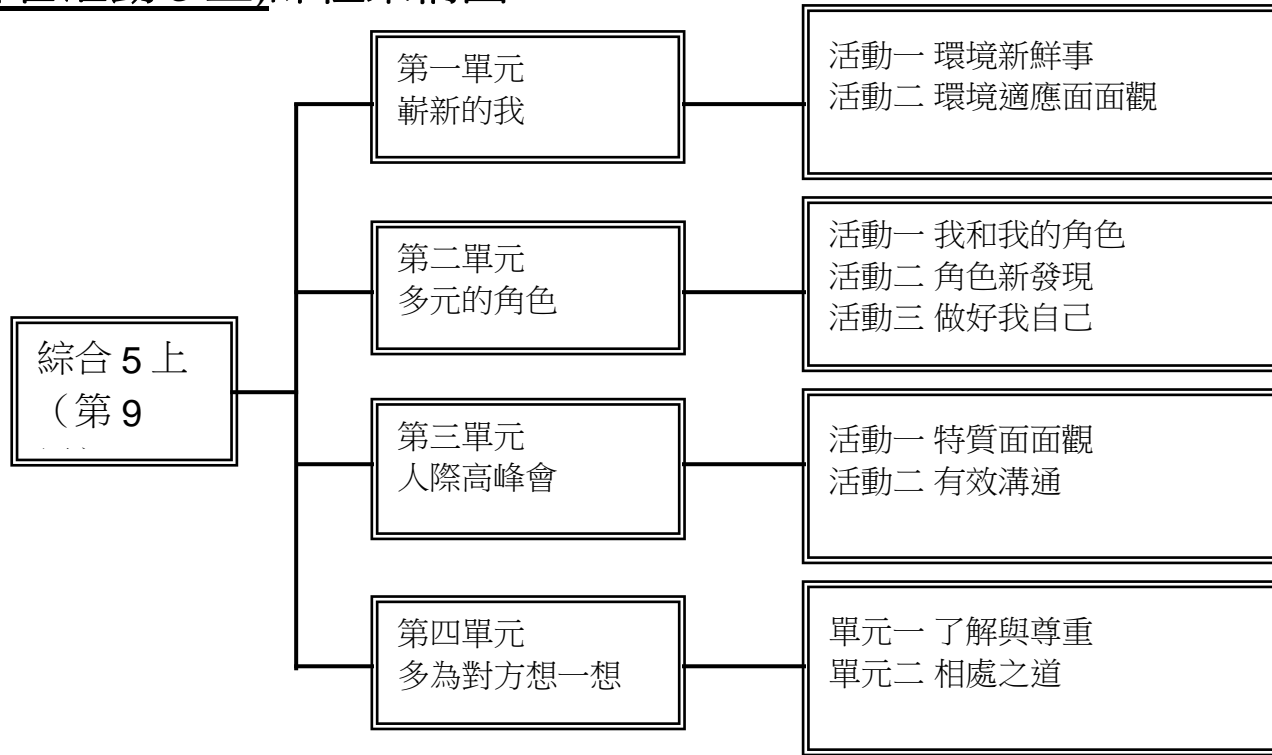 綜合 5 上
（第 9
第一單元
嶄新的我
活動一 環境新鮮事
活動二 環境適應面面觀
第二單元
多元的角色
活動一 我和我的角色
活動二 角色新發現
活動三 做好我自己
第三單元
人際高峰會
活動一 特質面面觀
活動二 有效溝通
第四單元
多為對方想一想
單元一 了解與尊重
單元二 相處之道